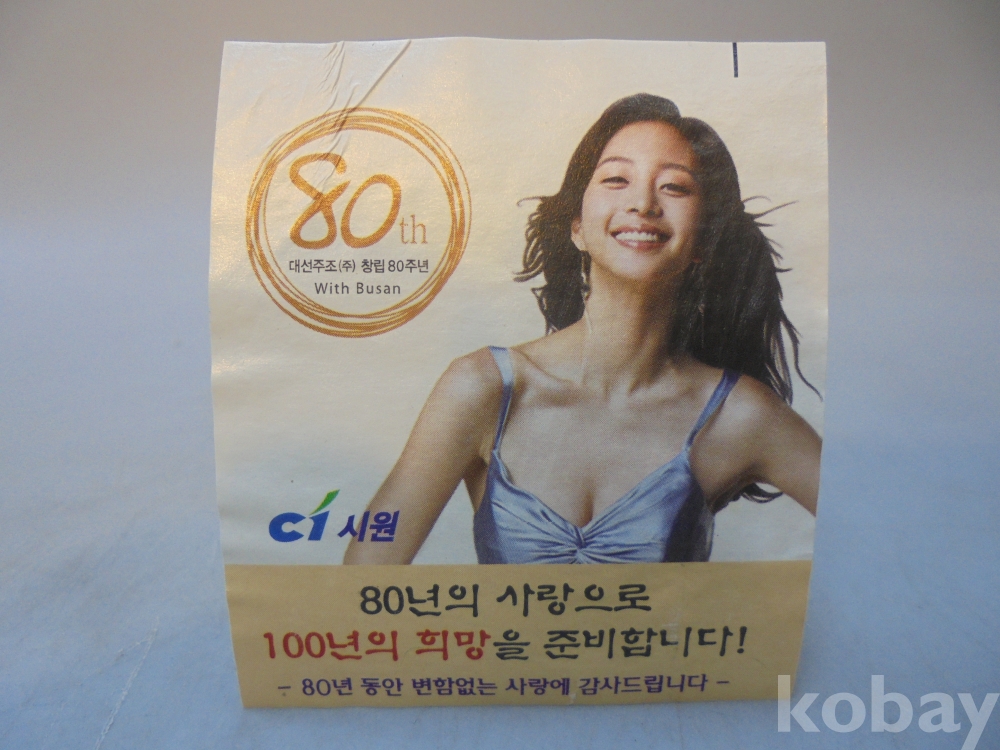 80th
대선주조(주) 창립80주년
With Busan
C1 시원
80년의 사랑으로
100년의 희망을 준비합니다!
- 80년 동안 변함없는 사랑에 감사드립니다 -
kobay